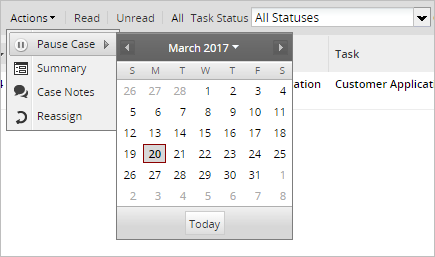 Actions Read Unread All Task Status All Statuses
Pause Case
Summary
Case Notes
Reassign
March 2017
S M T W T F S
26 27 28 1 2 3 4
5 6 7 8 9 10 11
12 13 14 15 16 17 18
19 20 21 22 23 24 25
26 27 28 29 30 31 1
2 3 4 5 6 7 8
Today
Task
Customer Applica